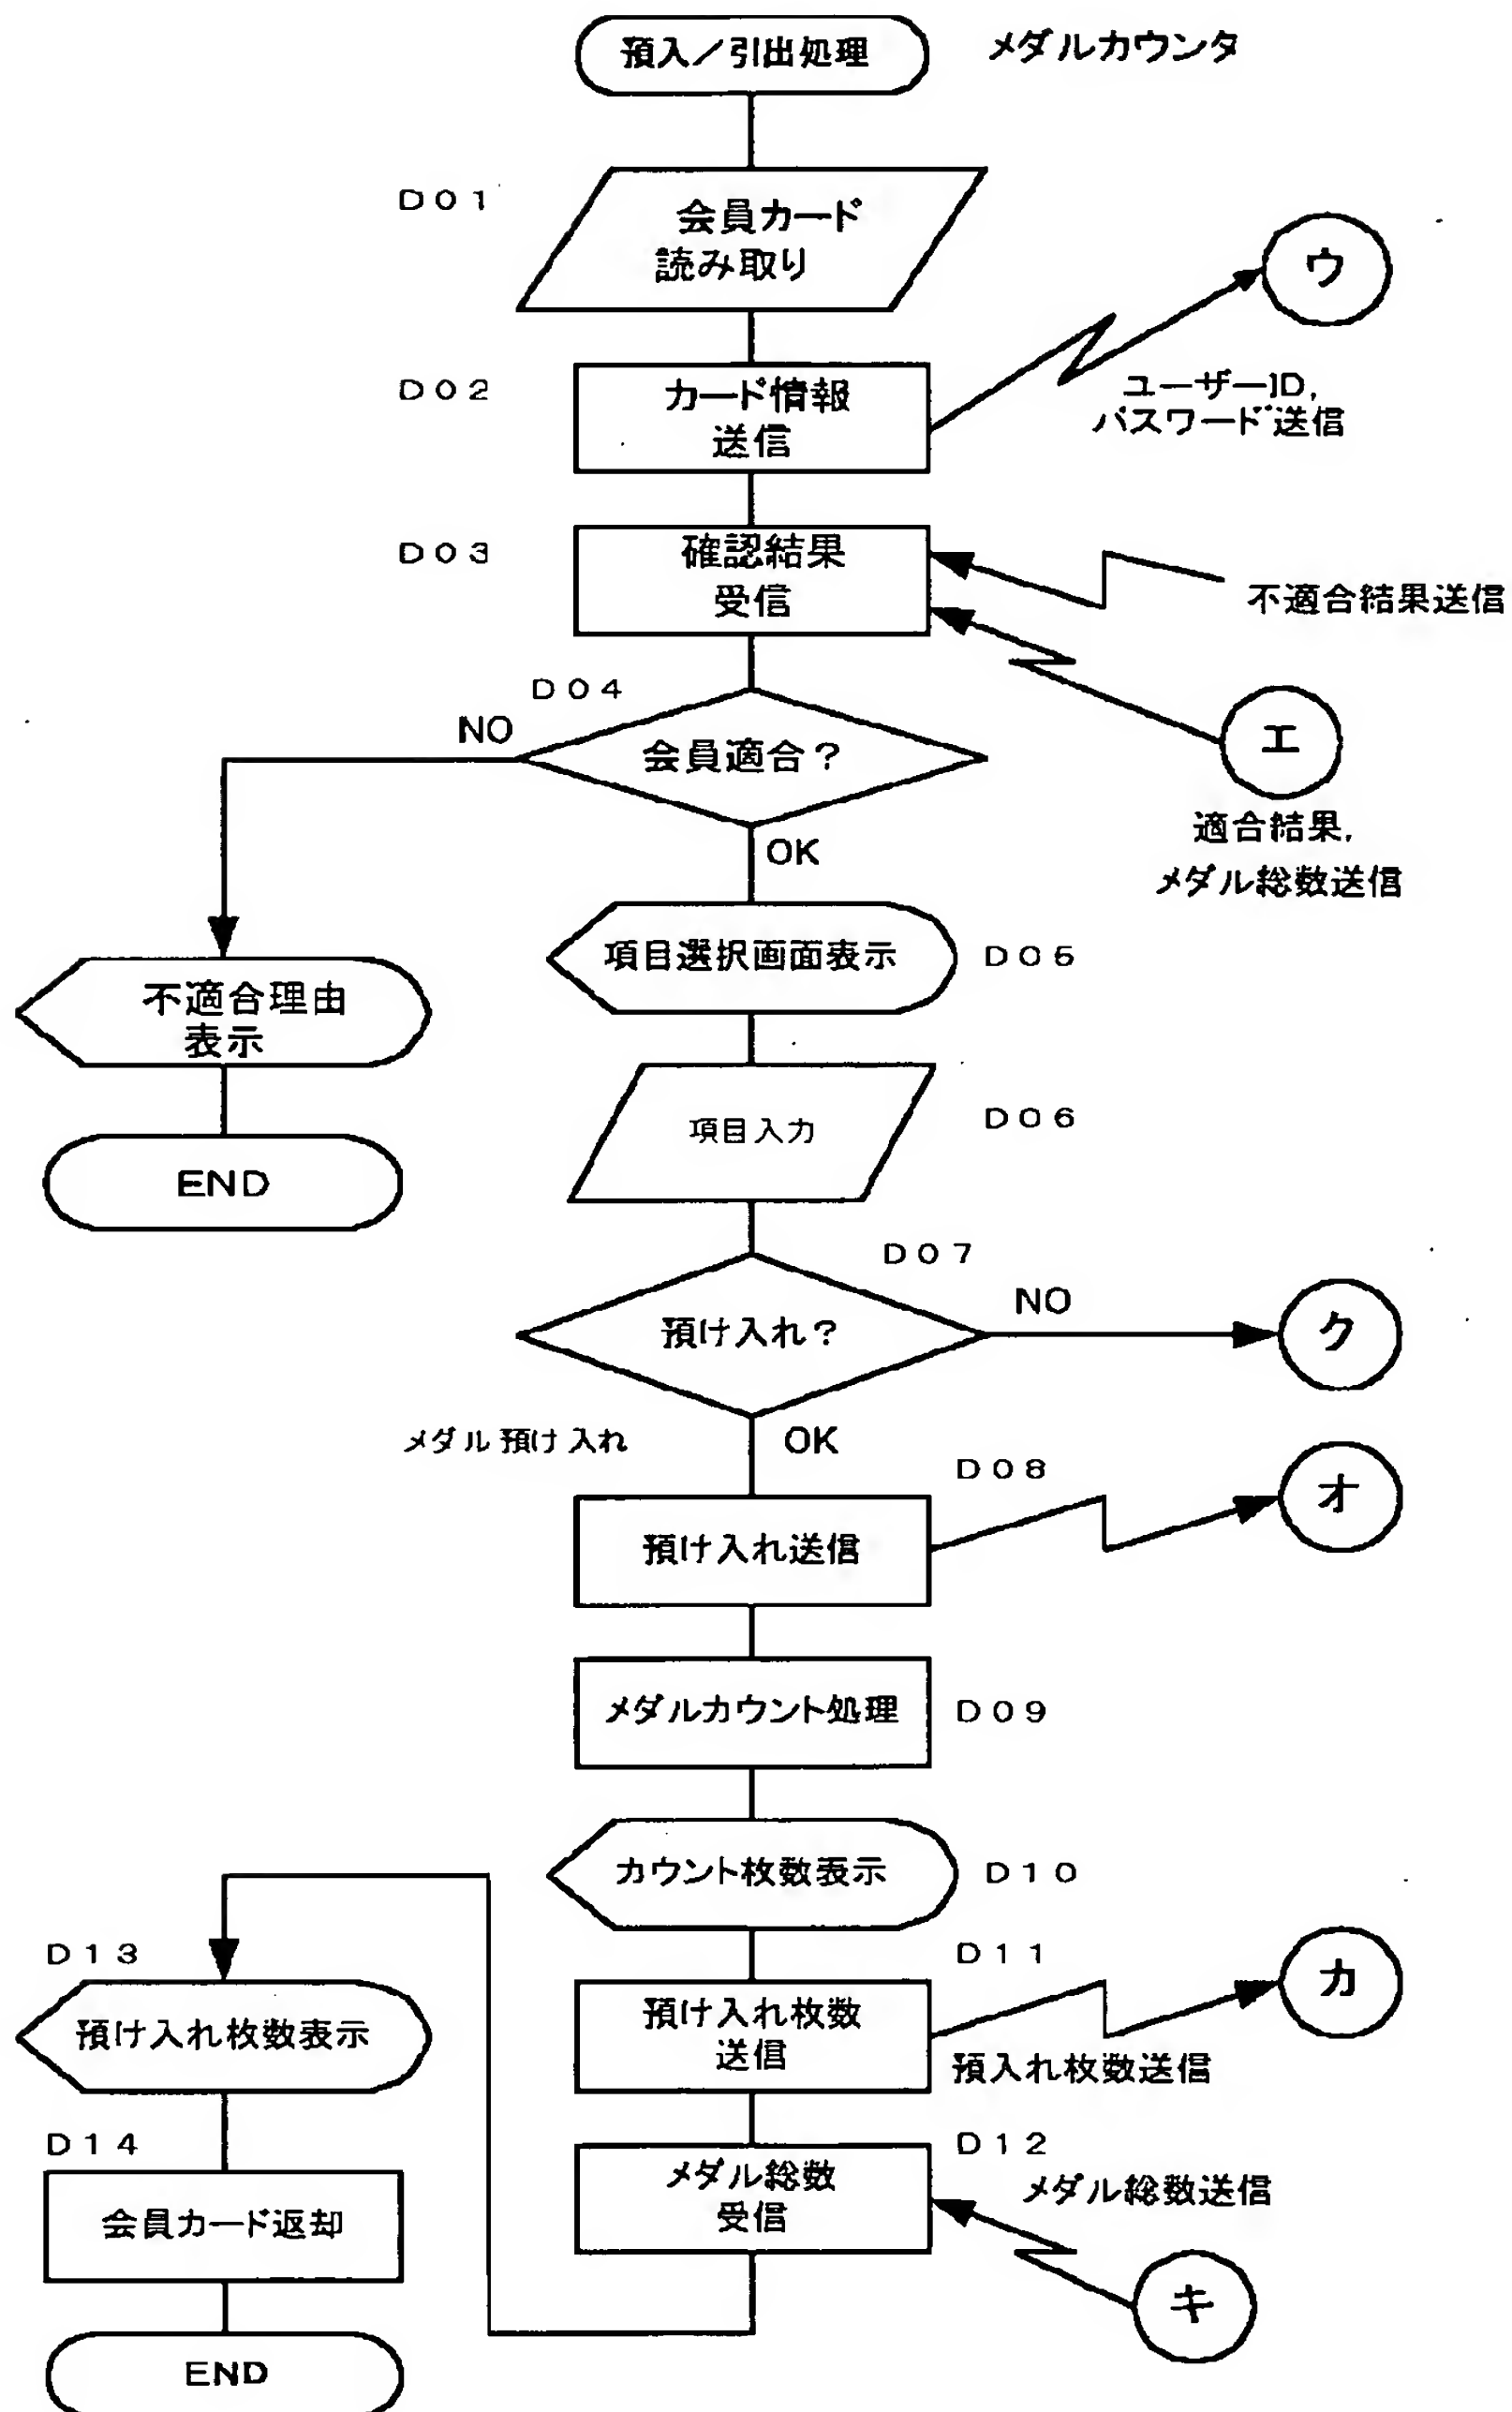 預入／引出処理
メダルカウンタ
D01
会員カード
読み取り
ウ
D02
カード情報
送信
ユーザーID,
パスワード送信
D03
確認結果
受信
不適合結果送信
D04
NO
会員適合？
エ
OK
適合結果,
メダル総数送信
項目選択画面表示
D05
不適合理由
表示
END
項目入力
D06
D07
預け入れ？
NO
ク
メダル預け入れ
OK
D08
預け入れ送信
オ
メダルカウント処理
D09
カウント枚数表示
D10
D13
預け入れ枚数表示
D11
預け入れ枚数
送信
カ
預入れ枚数送信
D14
会員カード返却
END
D12
メダル総数
受信
メダル総数送信
キ